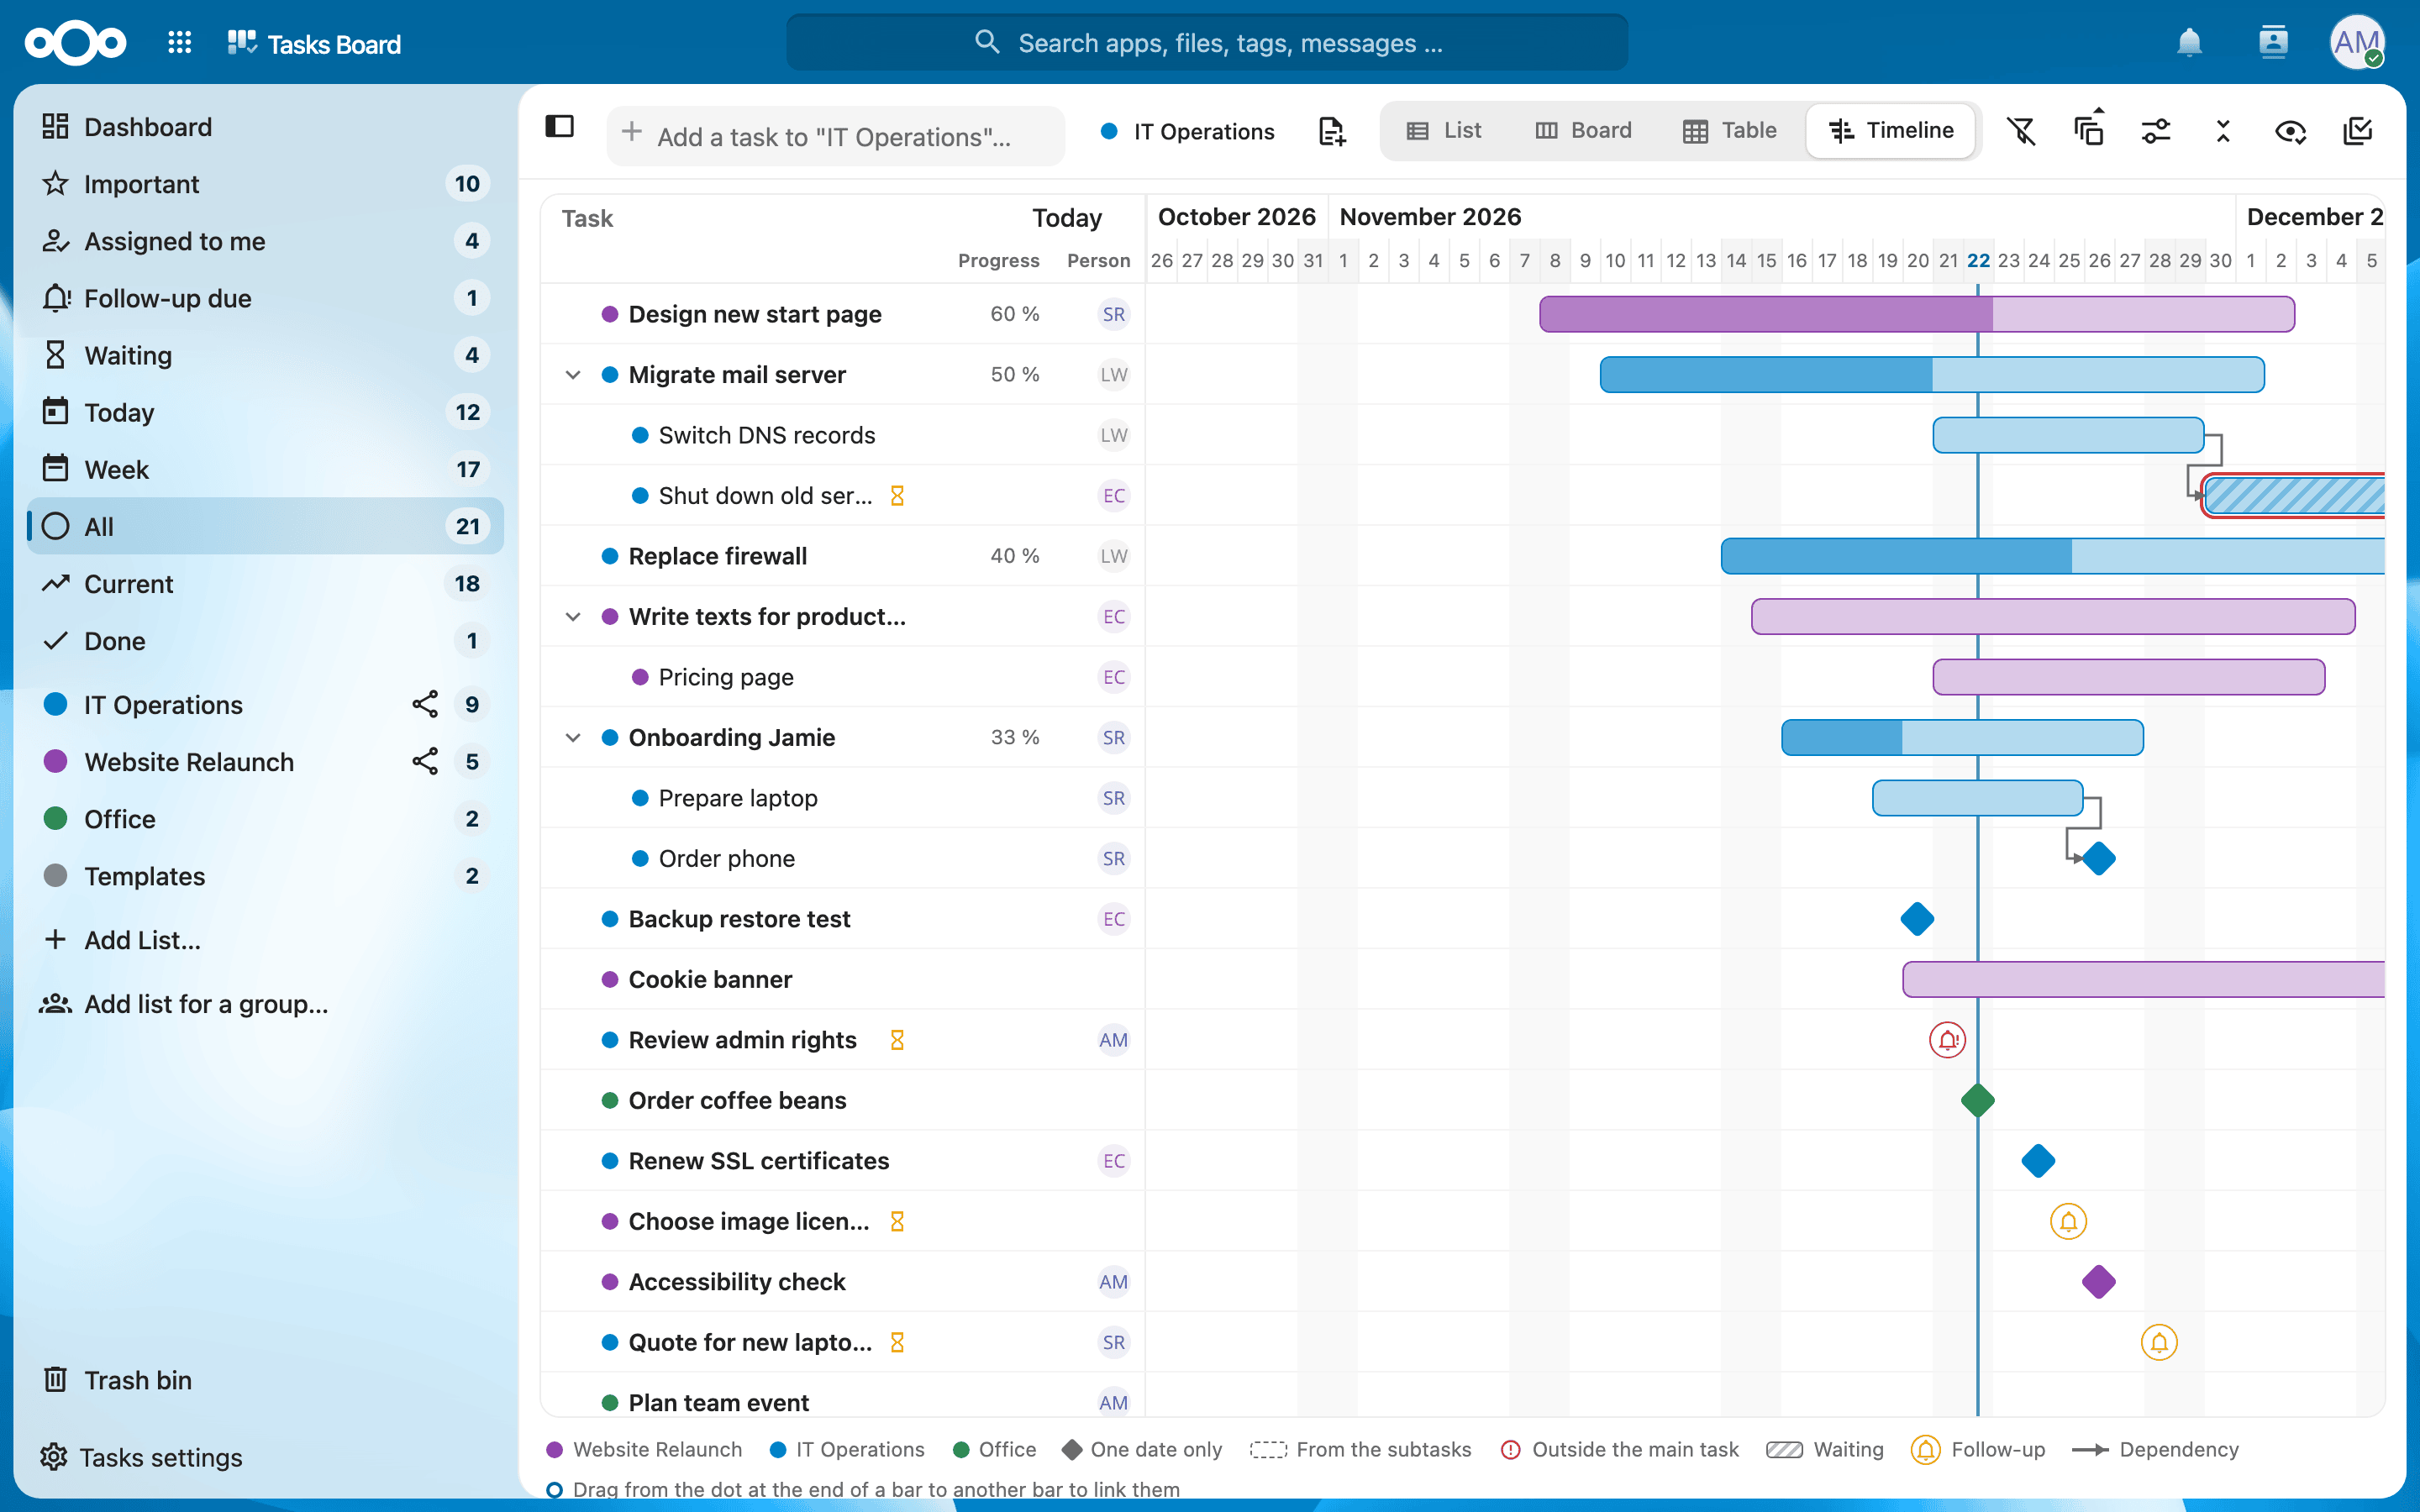 Tasks Board
Search apps, files, tags, messages ...
AM
Dashboard
Important 10
Assigned to me 4
Follow-up due 1
Waiting 4
Today 12
Week 17
All 21
Current 18
Done 1
IT Operations 9
Website Relaunch 5
Office 2
Templates 2
Add List...
Add list for a group...
Trash bin
Tasks settings
Add a task to "IT Operations"...
IT Operations
List
Board
Table
Timeline
Task Today
Progress Person
October 2026 November 2026 December 2
26 27 28 29 30 31 1 2 3 4 5 6 7 8 9 10 11 12 13 14 15 16 17 18 19 20 21 22 23 24 25 26 27 28 29 30 1 2 3 4 5
Design new start page 60 % SR
Migrate mail server 50 % LW
Switch DNS records LW
Shut down old ser... EC
Replace firewall 40 % LW
Write texts for product... EC
Pricing page EC
Onboarding Jamie 33 % SR
Prepare laptop SR
Order phone SR
Backup restore test EC
Cookie banner
Review admin rights AM
Order coffee beans
Renew SSL certificates EC
Choose image licen...
Accessibility check AM
Quote for new lapto... SR
Plan team event AM
Website Relaunch IT Operations Office One date only From the subtasks Outside the main task Waiting Follow-up Dependency
Drag from the dot at the end of a bar to another bar to link them